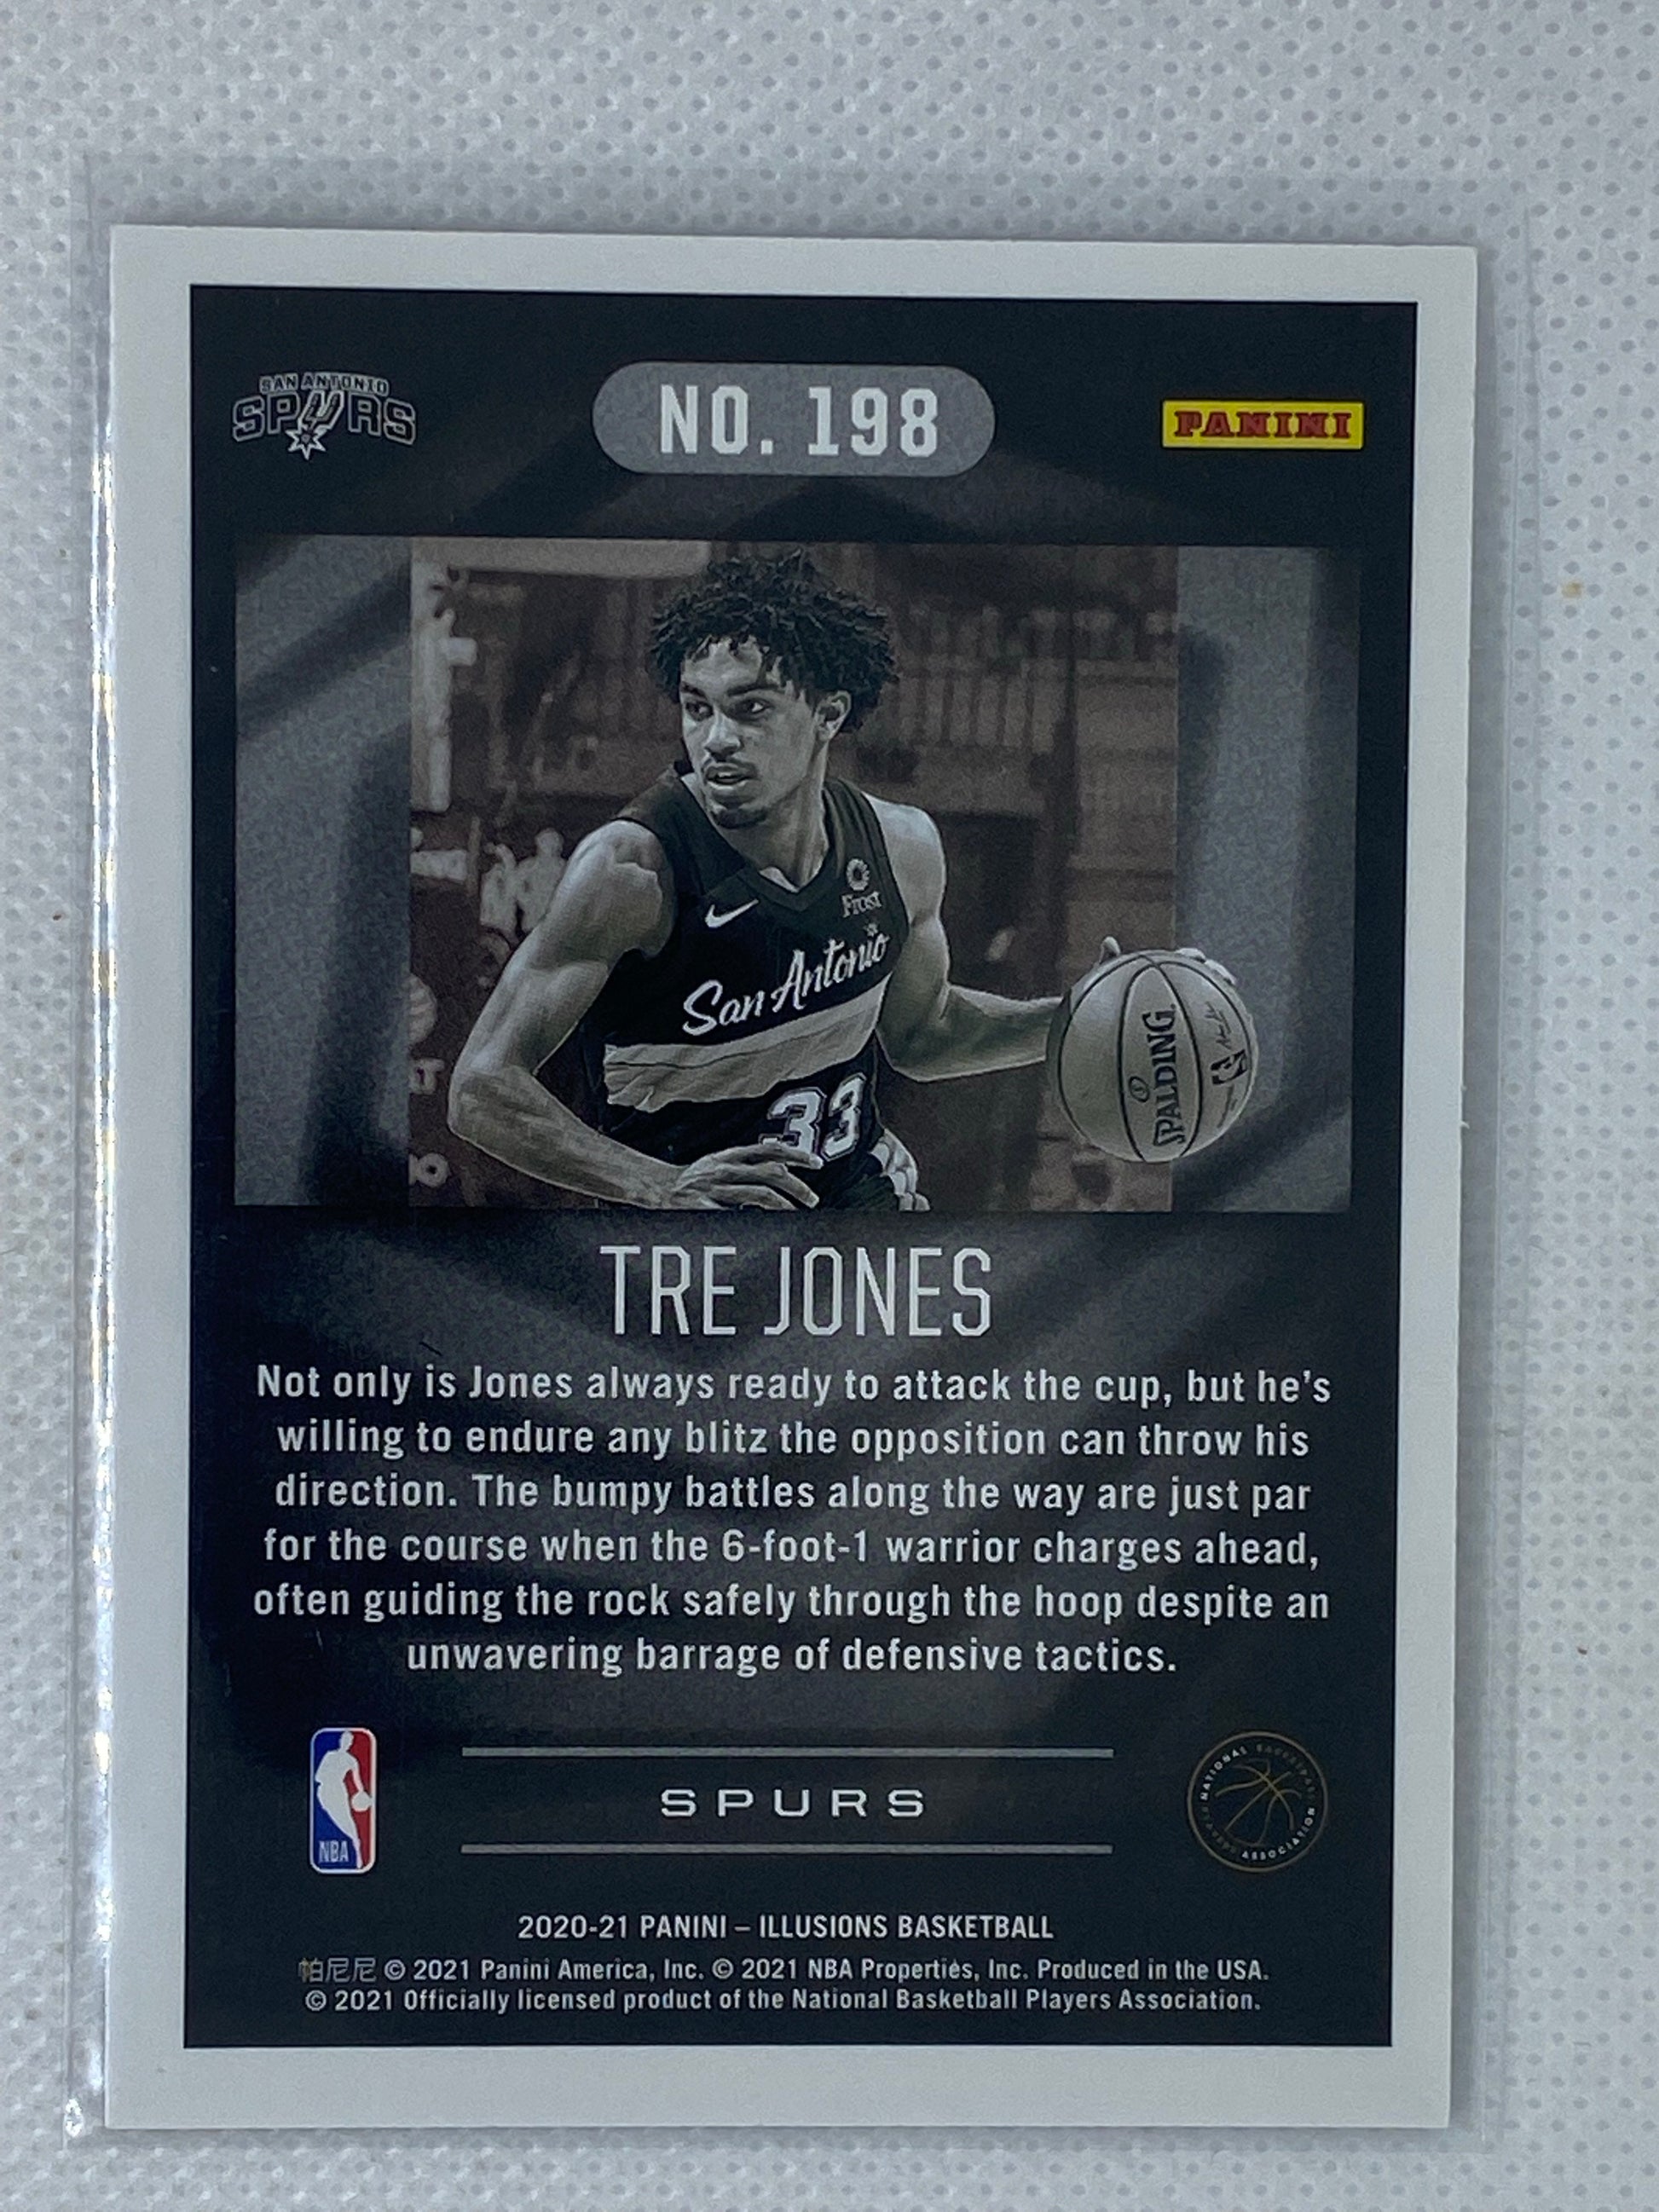 SAN ANTONIO
SPURS
NO. 198
PANINI
Frost
San Antonio
33
SPALDING
TRE JONES
Not only is Jones always ready to attack the cup, but he's
willing to endure any blitz the opposition can throw his
direction. The bumpy battles along the way are just par
for the course when the 6-foot-1 warrior charges ahead,
often guiding the rock safely through the hoop despite an
unwavering barrage of defensive tactics.
NBA
SPURS
NATIONAL BASKETBALL PLAYERS ASSOCIATION
2020-21 PANINI – ILLUSIONS BASKETBALL
帕尼尼 © 2021 Panini America, Inc. © 2021 NBA Properties, Inc. Produced in the USA.
© 2021 Officially licensed product of the National Basketball Players Association.